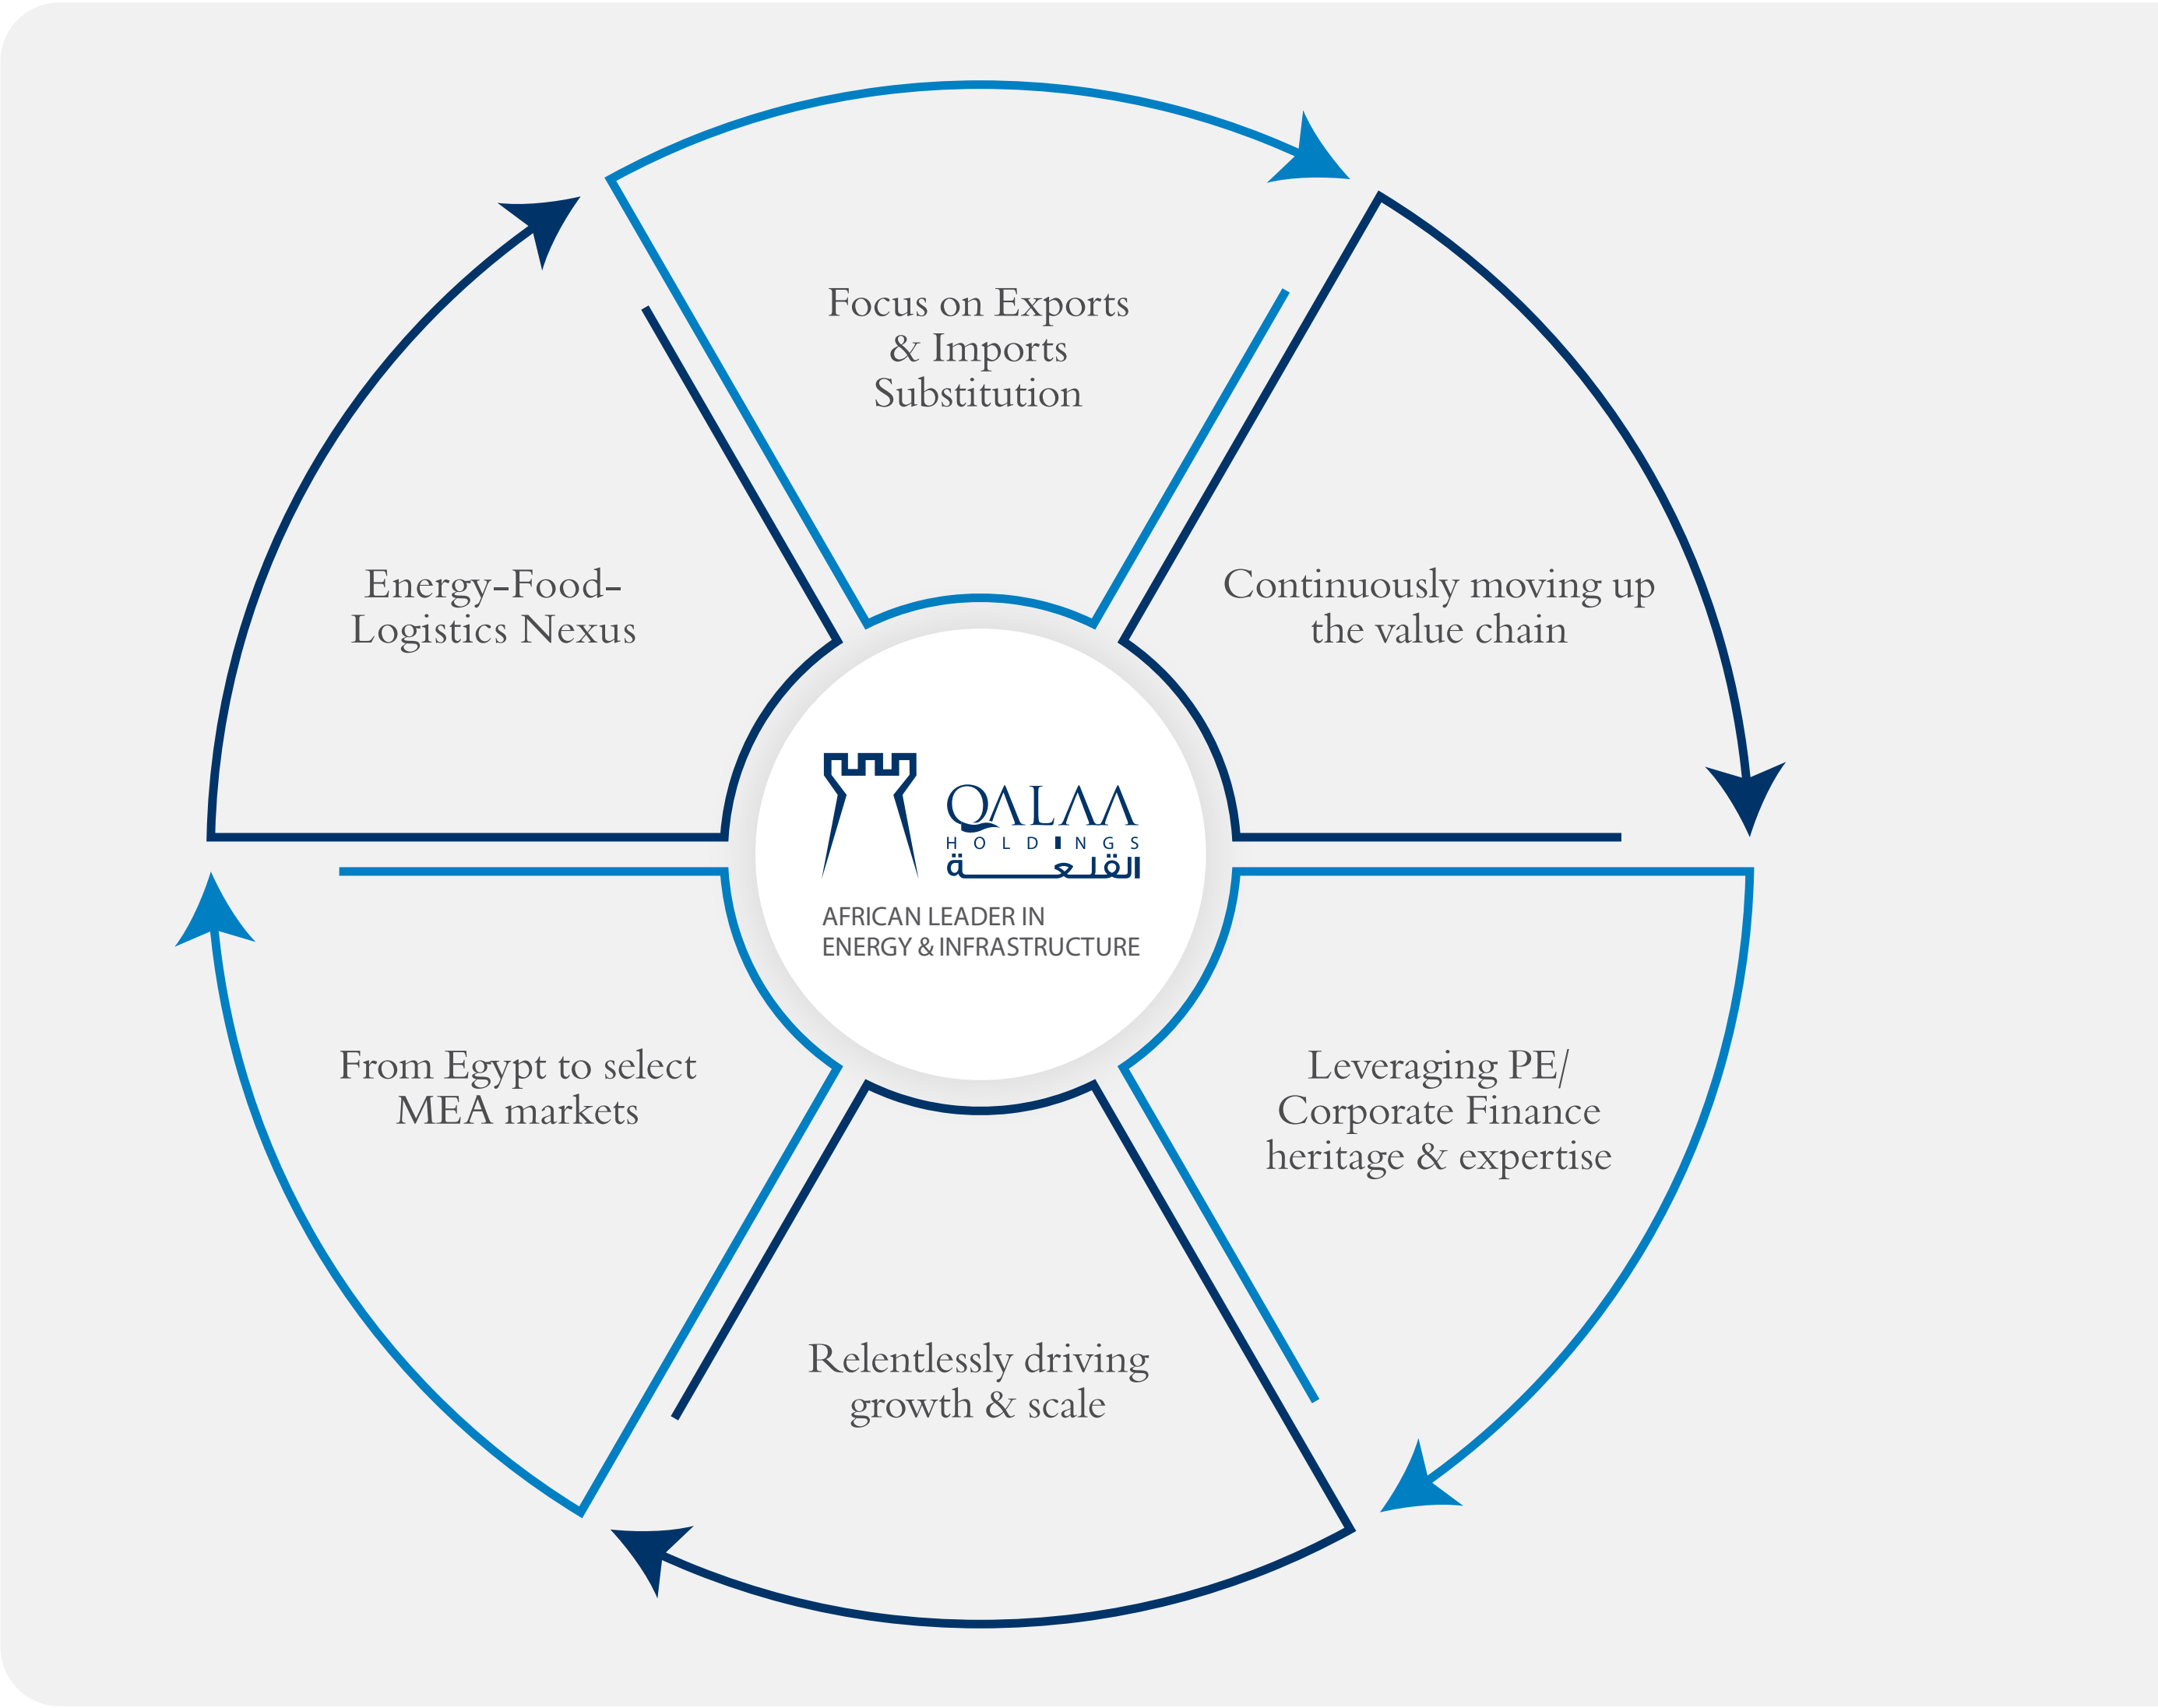 Focus on Exports
& Imports
Substitution
Continuously moving up
the value chain
Leveraging PE/
Corporate Finance
heritage & expertise
Relentlessly driving
growth & scale
From Egypt to select
MEA markets
Energy-Food-
Logistics Nexus
QALAA
HOLDINGS
القلعة
AFRICAN LEADER IN
ENERGY & INFRASTRUCTURE